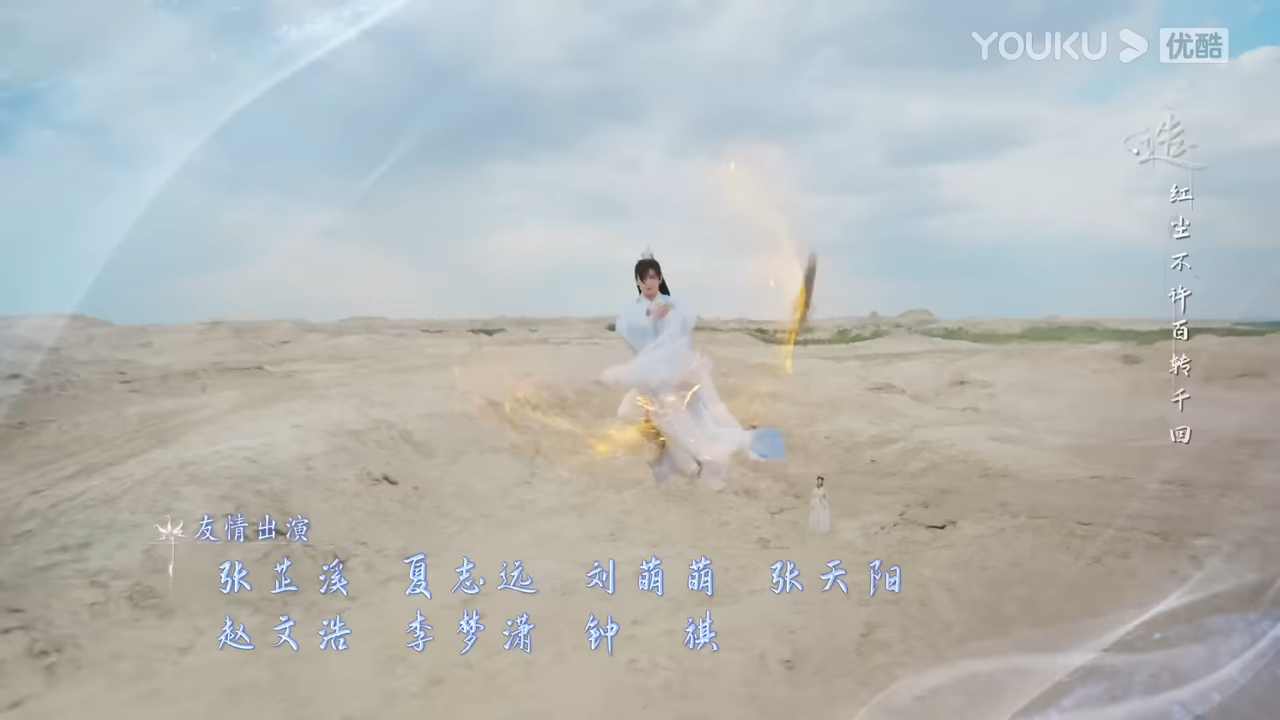 YOUKU 优酷
造
红尘不许百转千回
友情出演
张芷溪 夏志远 刘萌萌 张天阳
赵文浩 李梦潇 钟祺